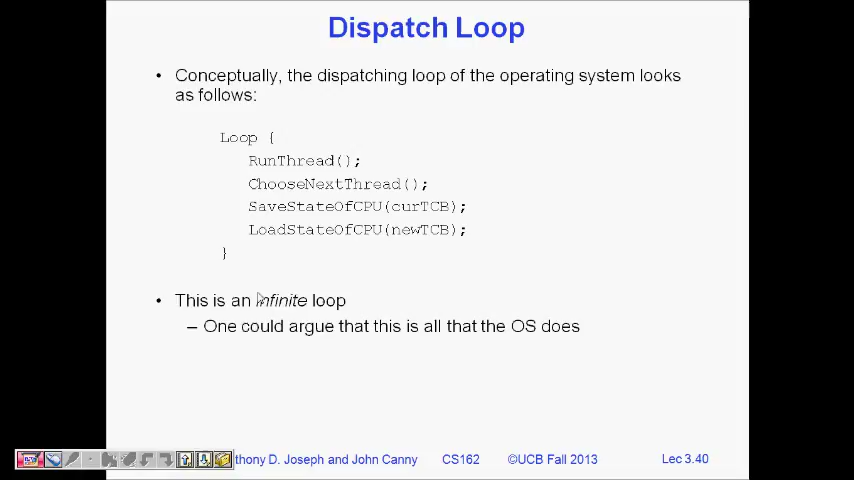 Dispatch Loop
• Conceptually, the dispatching loop of the operating system looks
as follows:
Loop {
RunThread();
ChooseNextThread();
SaveStateOfCPU(curTCB);
LoadStateOfCPU(newTCB);
}
• This is an infinite loop
– One could argue that this is all that the OS does
thony D. Joseph and John Canny CS162 ©UCB Fall 2013 Lec 3.40